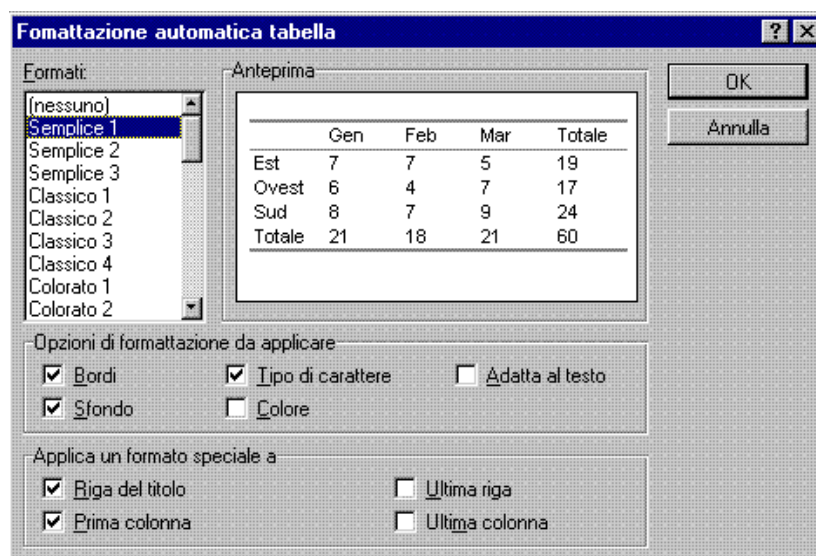 Fomattazione automatica tabella
Formati:
(nessuno)
Semplice 1
Semplice 2
Semplice 3
Classico 1
Classico 2
Classico 3
Classico 4
Colorato 1
Colorato 2
Anteprima
Gen Feb Mar Totale
Est 7 7 5 19
Ovest 6 4 7 17
Sud 8 7 9 24
Totale 21 18 21 60
OK
Annulla
Opzioni di formattazione da applicare
Bordi Tipo di carattere Adatta al testo
Sfondo Colore
Applica un formato speciale a
Riga del titolo Ultima riga
Prima colonna Ultima colonna